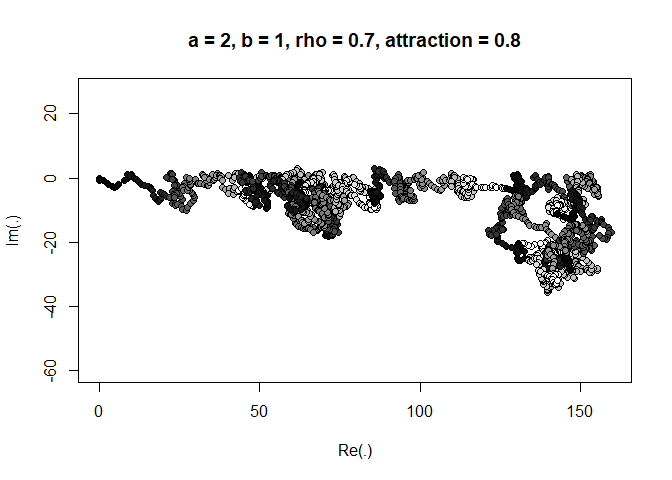 a = 2, b = 1, rho = 0.7, attraction = 0.8
20
0
-20
-40
-60
Im(.)
0 50 100 150
Re(.)